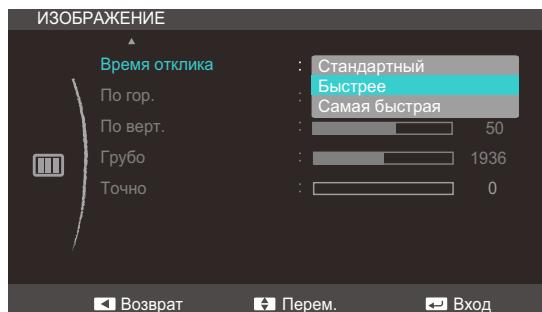 ИЗОБРАЖЕНИЕ
Время отклика : Стандартный
Быстрее
Самая быстрая
По гор. :
По верт. : 50
Грубо : 1936
Точно : 0
Возврат Перем. Вход